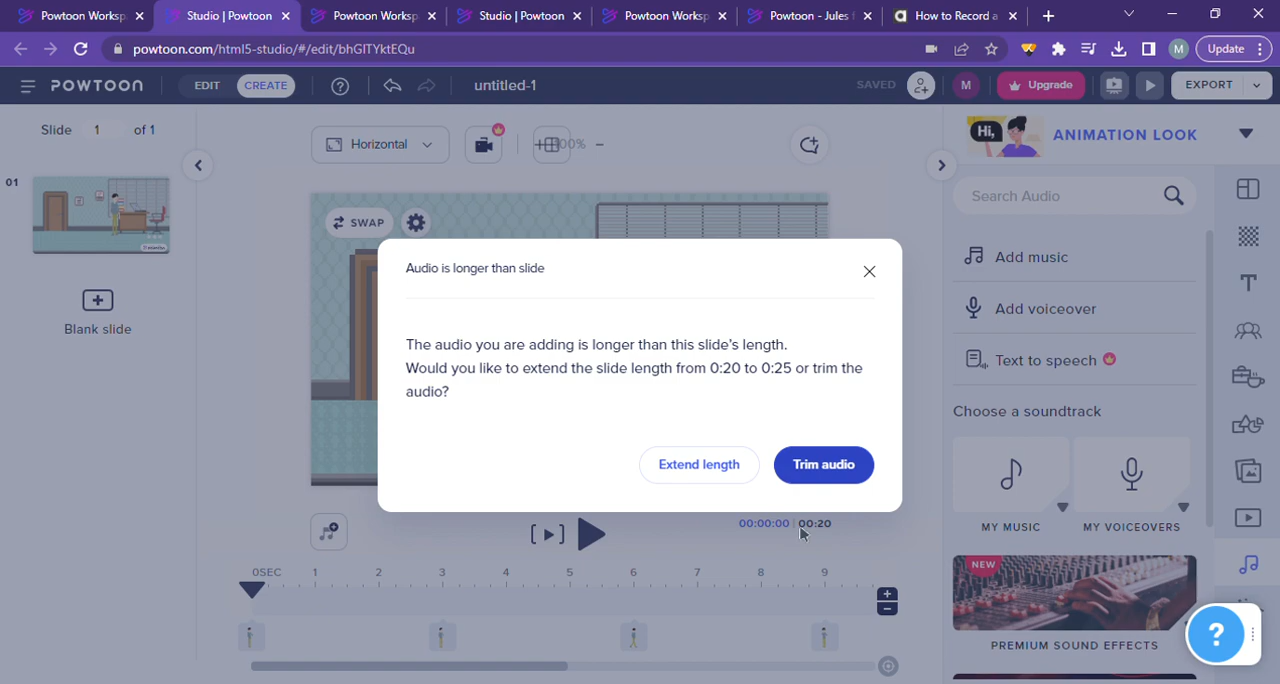 Powtoon Worksp
Studio | Powtoon
Powtoon Worksp
Studio | Powtoon
Powtoon Worksp
Powtoon - Jules
How to Record a
powtoon.com/html5-studio/#/edit/bhGITYktEQu
M
Update
POWTOON
EDIT
CREATE
untitled-1
SAVED
M
Upgrade
EXPORT
Slide 1 of 1
Horizontal
Hi,
ANIMATION LOOK
01
SWAP
Search Audio
Audio is longer than slide
Add music
Add voiceover
Blank slide
The audio you are adding is longer than this slide's length.
Would you like to extend the slide length from 0:20 to 0:25 or trim the
audio?
Text to speech
Choose a soundtrack
Extend length
Trim audio
MY MUSIC
MY VOICEOVERS
00:00:00 | 00:20
0SEC 1 2 3 4 5 6 7 8 9
NEW
PREMIUM SOUND EFFECTS